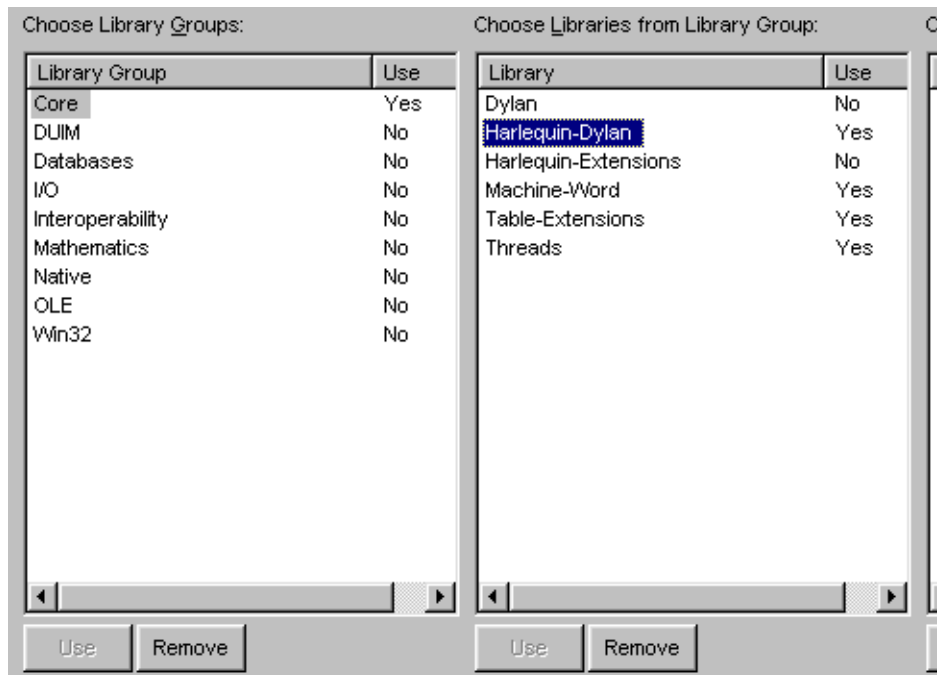 Choose Library Groups:
Library Group Use
Core Yes
DUIM No
Databases No
I/O No
Interoperability No
Mathematics No
Native No
OLE No
Win32 No
Use Remove
Choose Libraries from Library Group:
Library Use
Dylan No
Harlequin-Dylan Yes
Harlequin-Extensions No
Machine-Word Yes
Table-Extensions Yes
Threads Yes
Use Remove